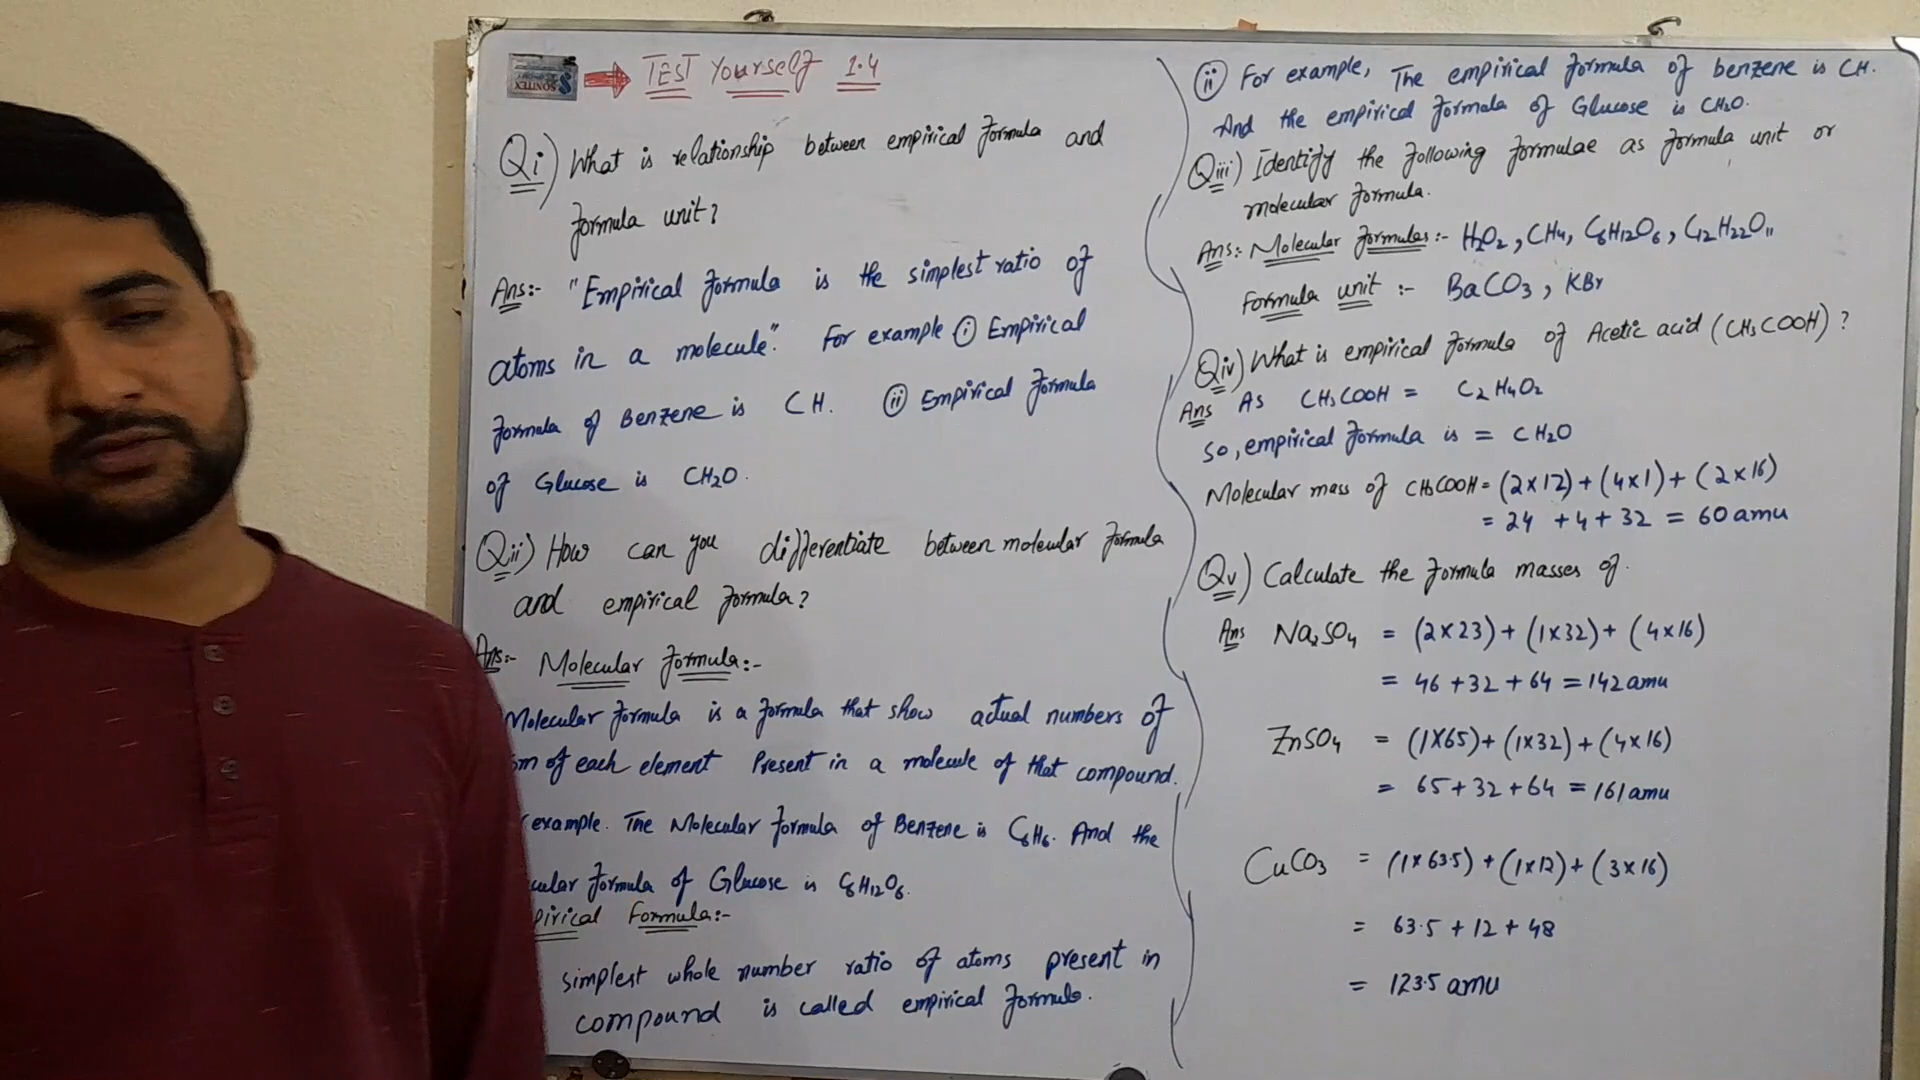 TEST Yourself 1.4
Qi) What is relationship between empirical formula and
formula unit?
Ans:- "Empirical formula is the simplest ratio of
atoms in a molecule". For example (i) Empirical
formula of Benzene is CH. (ii) Empirical formula
of Glucose is CH2O.
Qii) How can you differentiate between molecular formula
and empirical formula?
Ans:- Molecular Formula:-
Molecular formula is a formula that show actual numbers of
of each element Present in a molecule of that compound.
example. The Molecular formula of Benzene is C6H6. And the
formula of Glucose is C6H12O6.
Formula:-
simplest whole number ratio of atoms present in
compound is called empirical formula.
(ii) For example, The empirical formula of benzene is CH.
And the empirical formula of Glucose is CH2O.
Qiii) Identify the following formulae as formula unit or
molecular formula.
Ans:- Molecular formulas:- H2O2, CH4, C6H12O6, C12H22O11
Formula unit :- BaCO3, KBr
Qiv) What is empirical formula of Acetic acid (CH3COOH)?
Ans As CH3COOH = C2H4O2
So, empirical formula is = CH2O
Molecular mass of CH3COOH = (2×12) + (4×1) + (2×16)
= 24 + 4 + 32 = 60 amu
Qv) Calculate the formula masses of.
Ans Na2SO4 = (2×23) + (1×32) + (4×16)
= 46 + 32 + 64 = 142 amu
ZnSO4 = (1×65) + (1×32) + (4×16)
= 65 + 32 + 64 = 161 amu
CuCO3 = (1×63.5) + (1×12) + (3×16)
= 63.5 + 12 + 48
= 123.5 amu